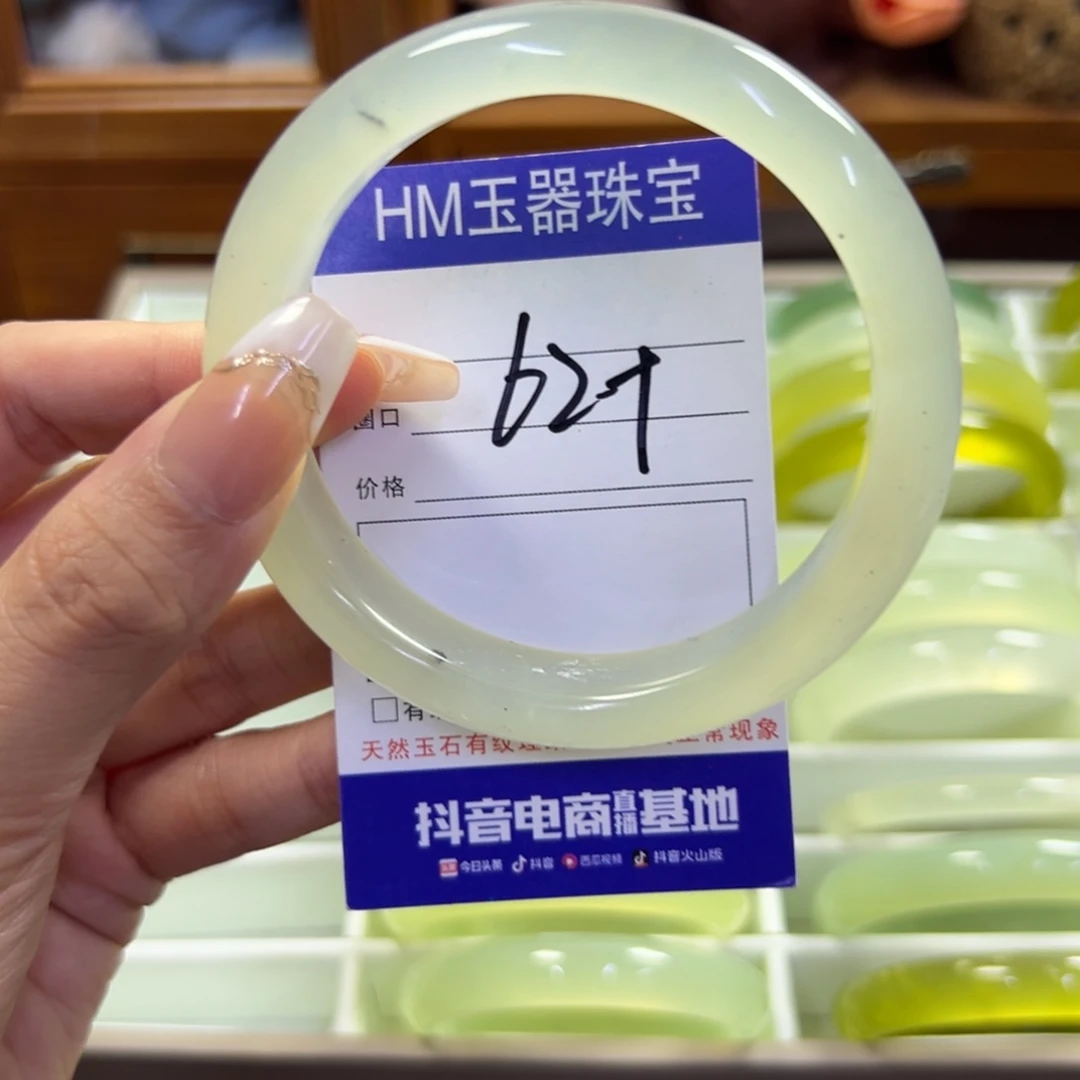 HM玉器珠宝
62+
圈口
价格
有
天然玉石有纹理 正常现象
抖音电商直播基地
今日头条 抖音 西瓜视频 抖音火山版